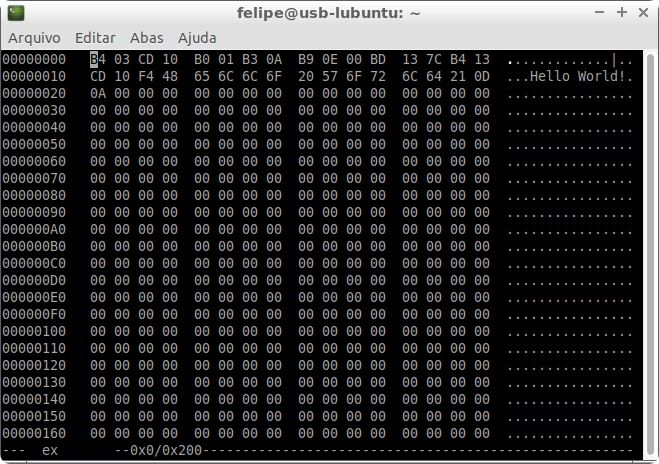 felipe@usb-lubuntu: ~
Arquivo Editar Abas Ajuda
00000000 B4 03 CD 10 B0 01 B3 0A B9 0E 00 BD 13 7C B4 13 .............|..
00000010 CD 10 F4 48 65 6C 6C 6F 20 57 6F 72 6C 64 21 0D ...Hello World!.
00000020 0A 00 00 00 00 00 00 00 00 00 00 00 00 00 00 00 ................
00000030 00 00 00 00 00 00 00 00 00 00 00 00 00 00 00 00 ................
00000040 00 00 00 00 00 00 00 00 00 00 00 00 00 00 00 00 ................
00000050 00 00 00 00 00 00 00 00 00 00 00 00 00 00 00 00 ................
00000060 00 00 00 00 00 00 00 00 00 00 00 00 00 00 00 00 ................
00000070 00 00 00 00 00 00 00 00 00 00 00 00 00 00 00 00 ................
00000080 00 00 00 00 00 00 00 00 00 00 00 00 00 00 00 00 ................
00000090 00 00 00 00 00 00 00 00 00 00 00 00 00 00 00 00 ................
000000A0 00 00 00 00 00 00 00 00 00 00 00 00 00 00 00 00 ................
000000B0 00 00 00 00 00 00 00 00 00 00 00 00 00 00 00 00 ................
000000C0 00 00 00 00 00 00 00 00 00 00 00 00 00 00 00 00 ................
000000D0 00 00 00 00 00 00 00 00 00 00 00 00 00 00 00 00 ................
000000E0 00 00 00 00 00 00 00 00 00 00 00 00 00 00 00 00 ................
000000F0 00 00 00 00 00 00 00 00 00 00 00 00 00 00 00 00 ................
00000100 00 00 00 00 00 00 00 00 00 00 00 00 00 00 00 00 ................
00000110 00 00 00 00 00 00 00 00 00 00 00 00 00 00 00 00 ................
00000120 00 00 00 00 00 00 00 00 00 00 00 00 00 00 00 00 ................
00000130 00 00 00 00 00 00 00 00 00 00 00 00 00 00 00 00 ................
00000140 00 00 00 00 00 00 00 00 00 00 00 00 00 00 00 00 ................
00000150 00 00 00 00 00 00 00 00 00 00 00 00 00 00 00 00 ................
00000160 00 00 00 00 00 00 00 00 00 00 00 00 00 00 00 00 ................
--- ex --0x0/0x200------------------------------------------------------